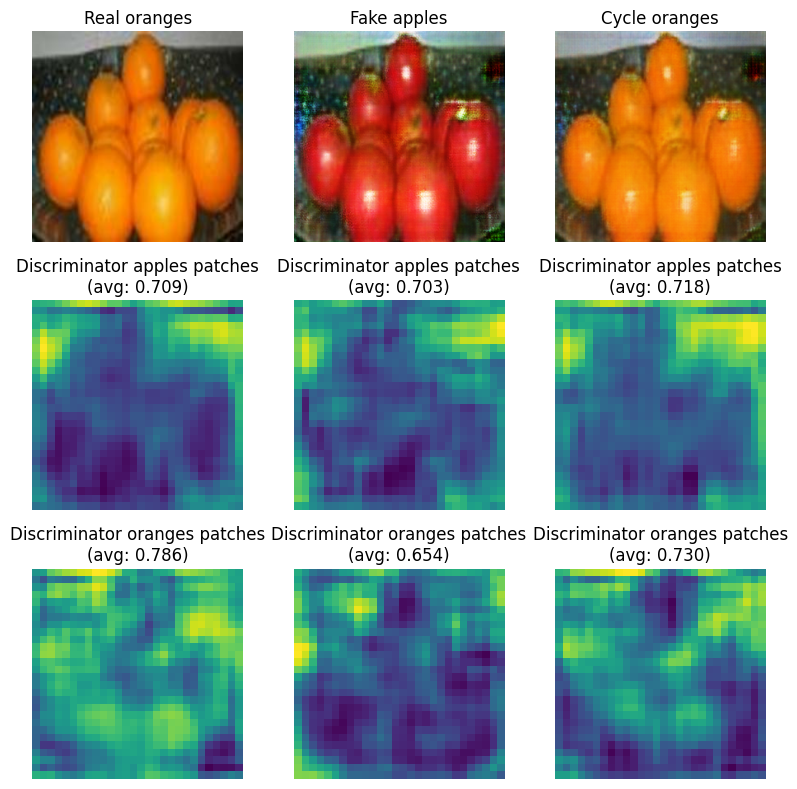 Real oranges
Fake apples
Cycle oranges
Discriminator apples patches
(avg: 0.709)
Discriminator apples patches
(avg: 0.703)
Discriminator apples patches
(avg: 0.718)
Discriminator oranges patches
(avg: 0.786)
Discriminator oranges patches
(avg: 0.654)
Discriminator oranges patches
(avg: 0.730)